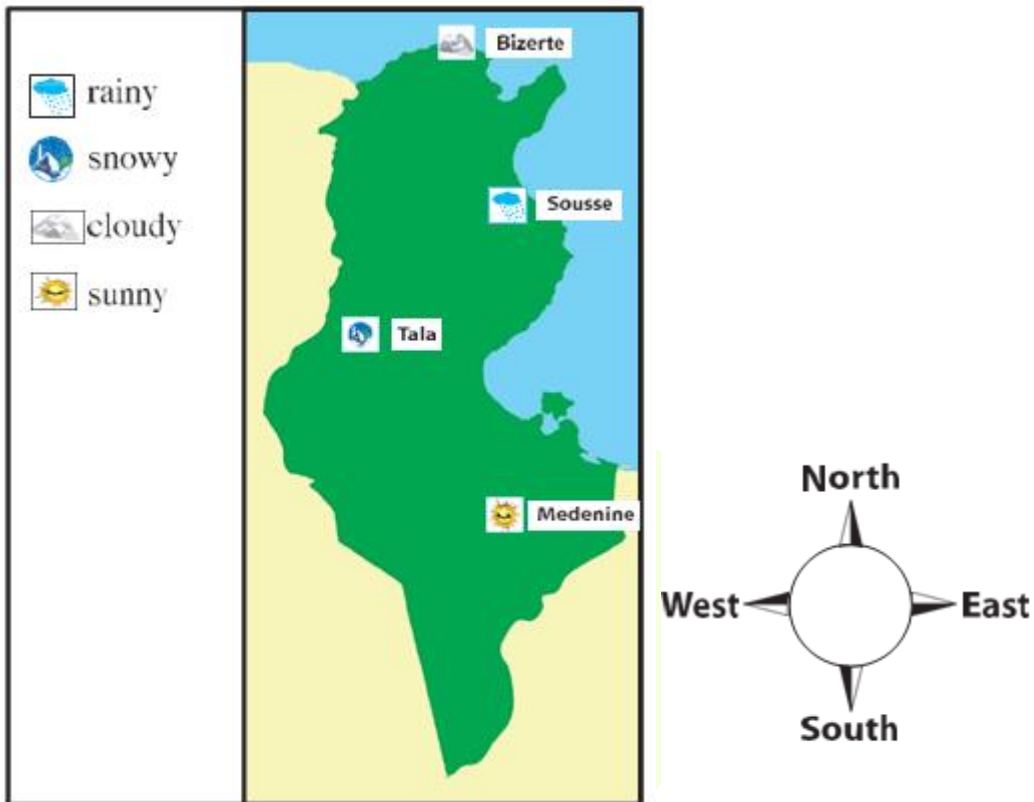 rainy
snowy
cloudy
sunny
Bizerte
Sousse
Tala
Medenine
North
West
East
South